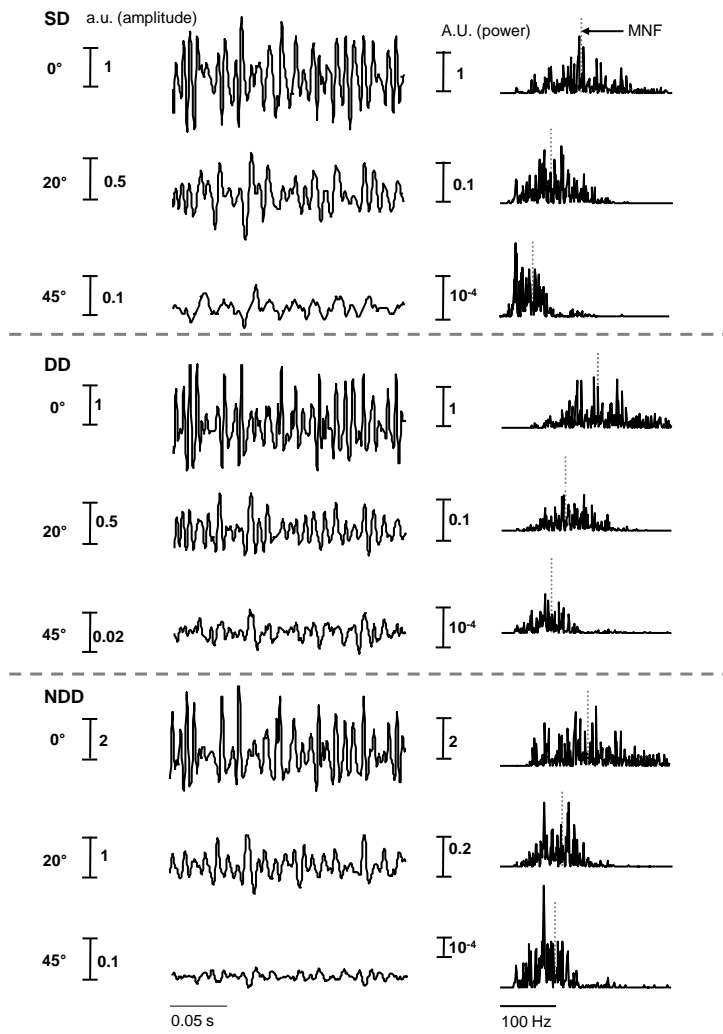 SD a.u. (amplitude) A.U. (power) MNF
0° 1 1
20° 0.5 0.1
45° 0.1 10-4
DD
0° 1 1
20° 0.5 0.1
45° 0.02 10-4
NDD
0° 2 2
20° 1 0.2
45° 0.1 10-4
0.05 s 100 Hz